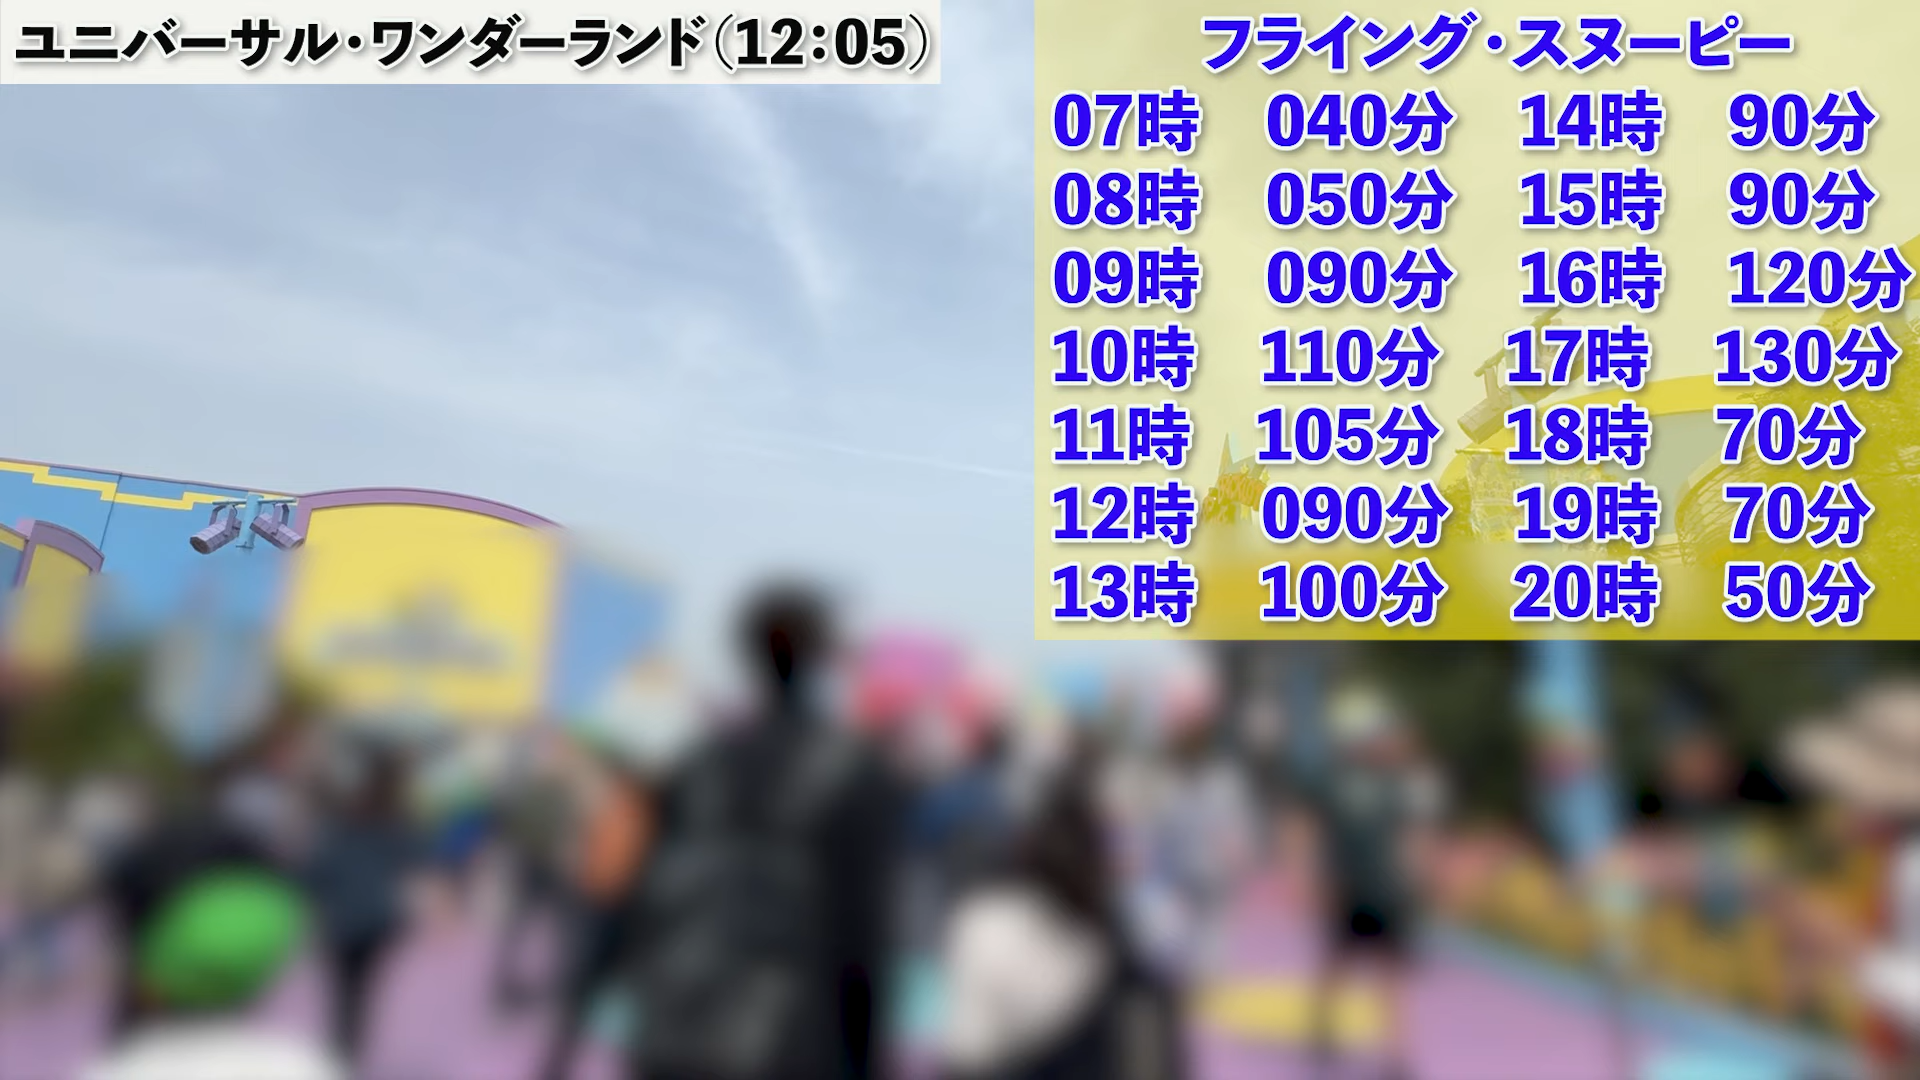 ユニバーサル・ワンダーランド(12:05)
フライング・スヌーピー
07時 040分 14時 90分
08時 050分 15時 90分
09時 090分 16時 120分
10時 110分 17時 130分
11時 105分 18時 70分
12時 090分 19時 70分
13時 100分 20時 50分